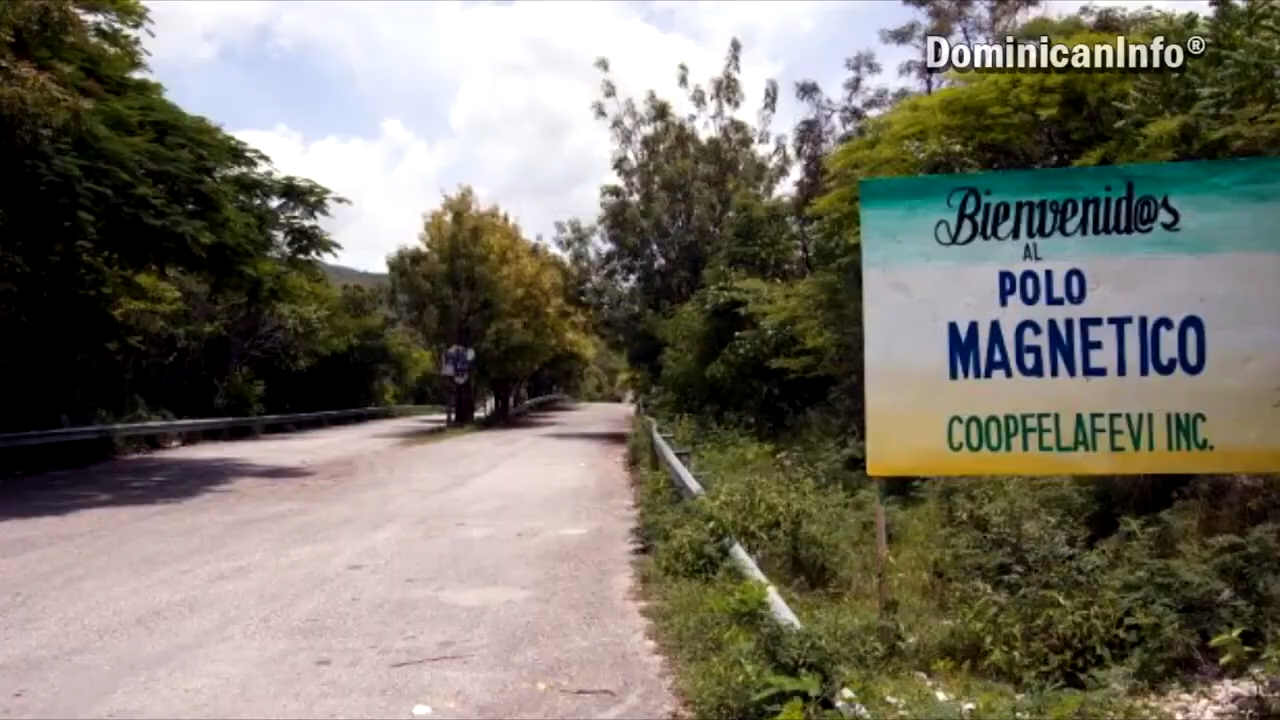 DominicanInfo®
Bienvenid@s
AL
POLO
MAGNETICO
COOPFELAFEVI INC.